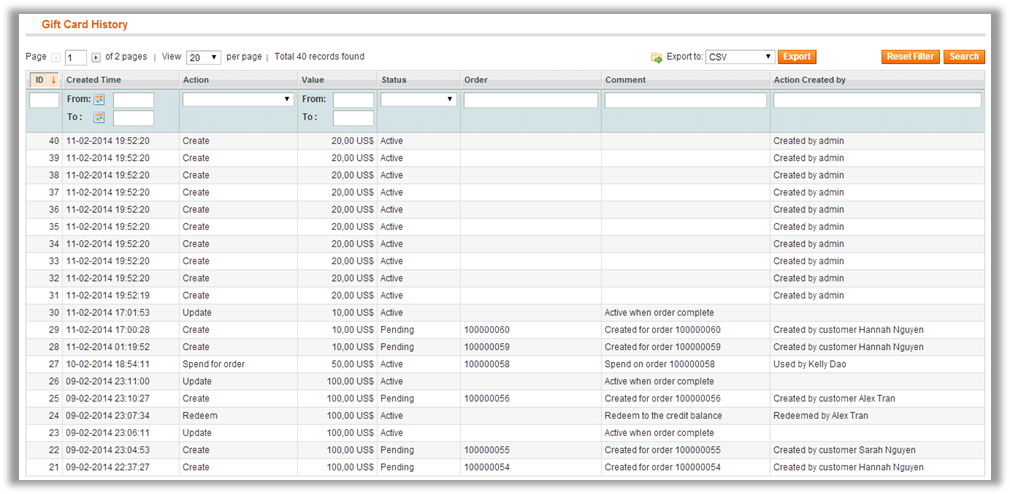 Gift Card History
Page 1 of 2 pages | View 20 per page | Total 40 records found Export to: CSV Export Reset Filter Search
ID ↓ Created Time Action Value Status Order Comment Action Created by
From: From:
To : To :
40 11-02-2014 19:52:20 Create 20,00 US$ Active Created by admin
39 11-02-2014 19:52:20 Create 20,00 US$ Active Created by admin
38 11-02-2014 19:52:20 Create 20,00 US$ Active Created by admin
37 11-02-2014 19:52:20 Create 20,00 US$ Active Created by admin
36 11-02-2014 19:52:20 Create 20,00 US$ Active Created by admin
35 11-02-2014 19:52:20 Create 20,00 US$ Active Created by admin
34 11-02-2014 19:52:20 Create 20,00 US$ Active Created by admin
33 11-02-2014 19:52:20 Create 20,00 US$ Active Created by admin
32 11-02-2014 19:52:20 Create 20,00 US$ Active Created by admin
31 11-02-2014 19:52:19 Create 20,00 US$ Active Created by admin
30 11-02-2014 17:01:53 Update 10,00 US$ Active Active when order complete
29 11-02-2014 17:00:28 Create 10,00 US$ Pending 100000060 Created for order 100000060 Created by customer Hannah Nguyen
28 11-02-2014 01:19:52 Create 10,00 US$ Pending 100000059 Created for order 100000059 Created by customer Hannah Nguyen
27 10-02-2014 18:54:11 Spend for order 50,00 US$ Active 100000058 Spend on order 100000058 Used by Kelly Dao
26 09-02-2014 23:11:00 Update 100,00 US$ Active Active when order complete
25 09-02-2014 23:10:27 Create 100,00 US$ Pending 100000056 Created for order 100000056 Created by customer Alex Tran
24 09-02-2014 23:07:34 Redeem 100,00 US$ Active Redeem to the credit balance Redeemed by Alex Tran
23 09-02-2014 23:06:11 Update 100,00 US$ Active Active when order complete
22 09-02-2014 23:04:53 Create 100,00 US$ Pending 100000055 Created for order 100000055 Created by customer Sarah Nguyen
21 09-02-2014 22:37:27 Create 100,00 US$ Pending 100000054 Created for order 100000054 Created by customer Hannah Nguyen